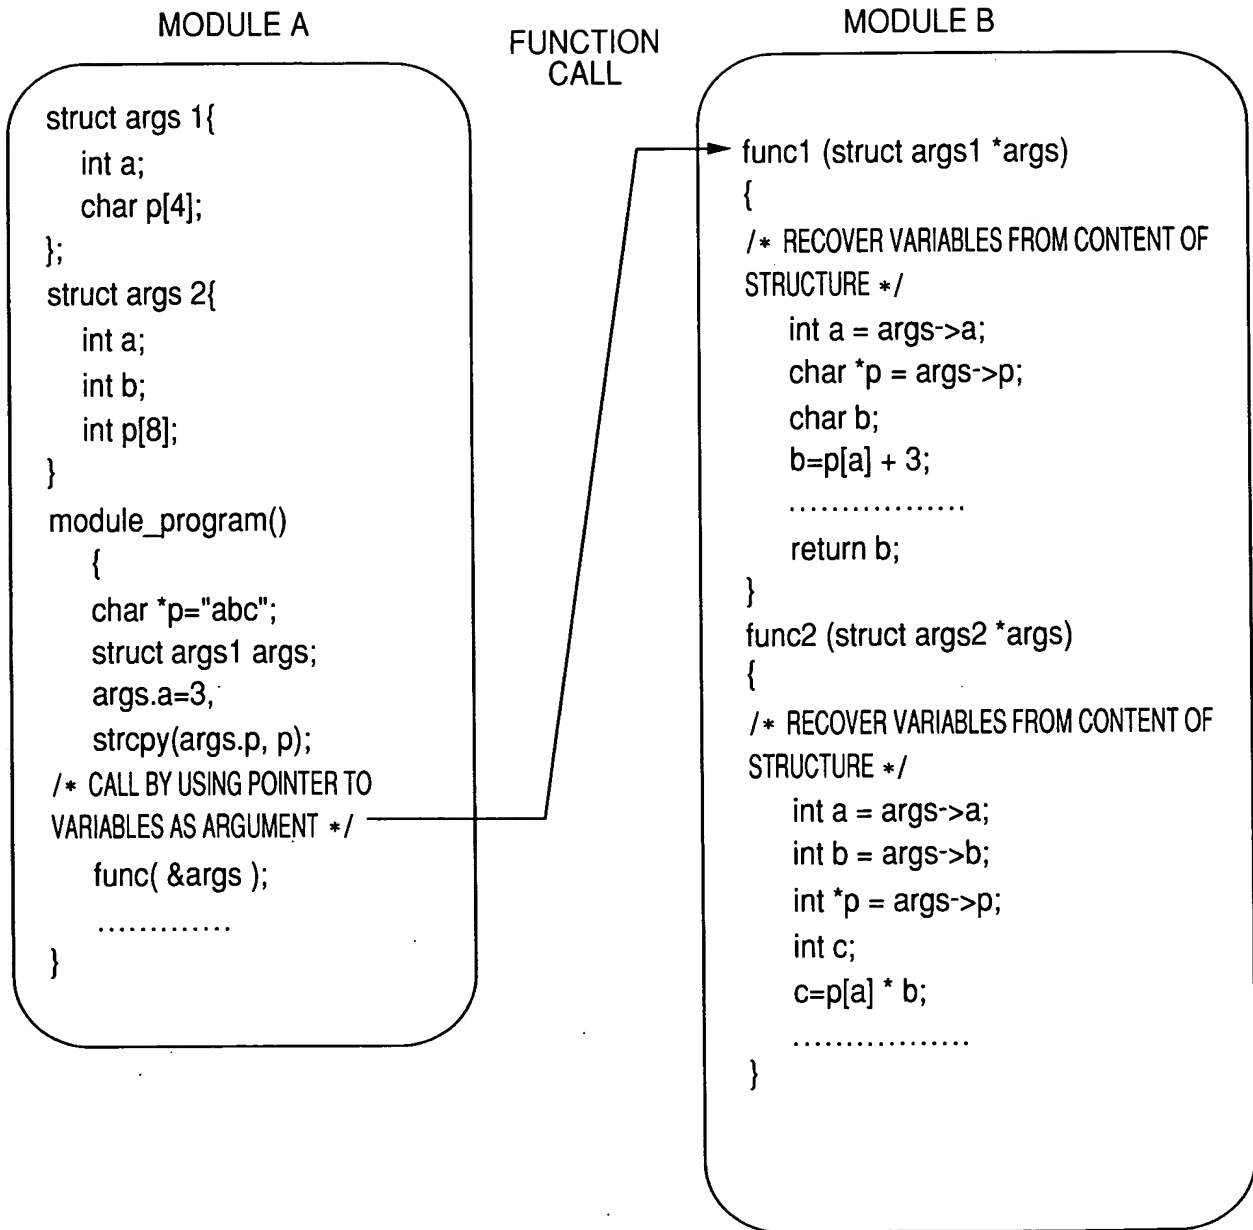 MODULE A
struct args 1{
int a;
char p[4];
};
struct args 2{
int a;
int b;
int p[8];
}
module_program()
{
char *p="abc";
struct args1 args;
args.a=3,
strcpy(args.p, p);
/* CALL BY USING POINTER TO
VARIABLES AS ARGUMENT */
func( &args );
.............
}
FUNCTION
CALL
MODULE B
func1 (struct args1 *args)
{
/* RECOVER VARIABLES FROM CONTENT OF
STRUCTURE */
int a = args->a;
char *p = args->p;
char b;
b=p[a] + 3;
.................
return b;
}
func2 (struct args2 *args)
{
/* RECOVER VARIABLES FROM CONTENT OF
STRUCTURE */
int a = args->a;
int b = args->b;
int *p = args->p;
int c;
c=p[a] * b;
.................
}